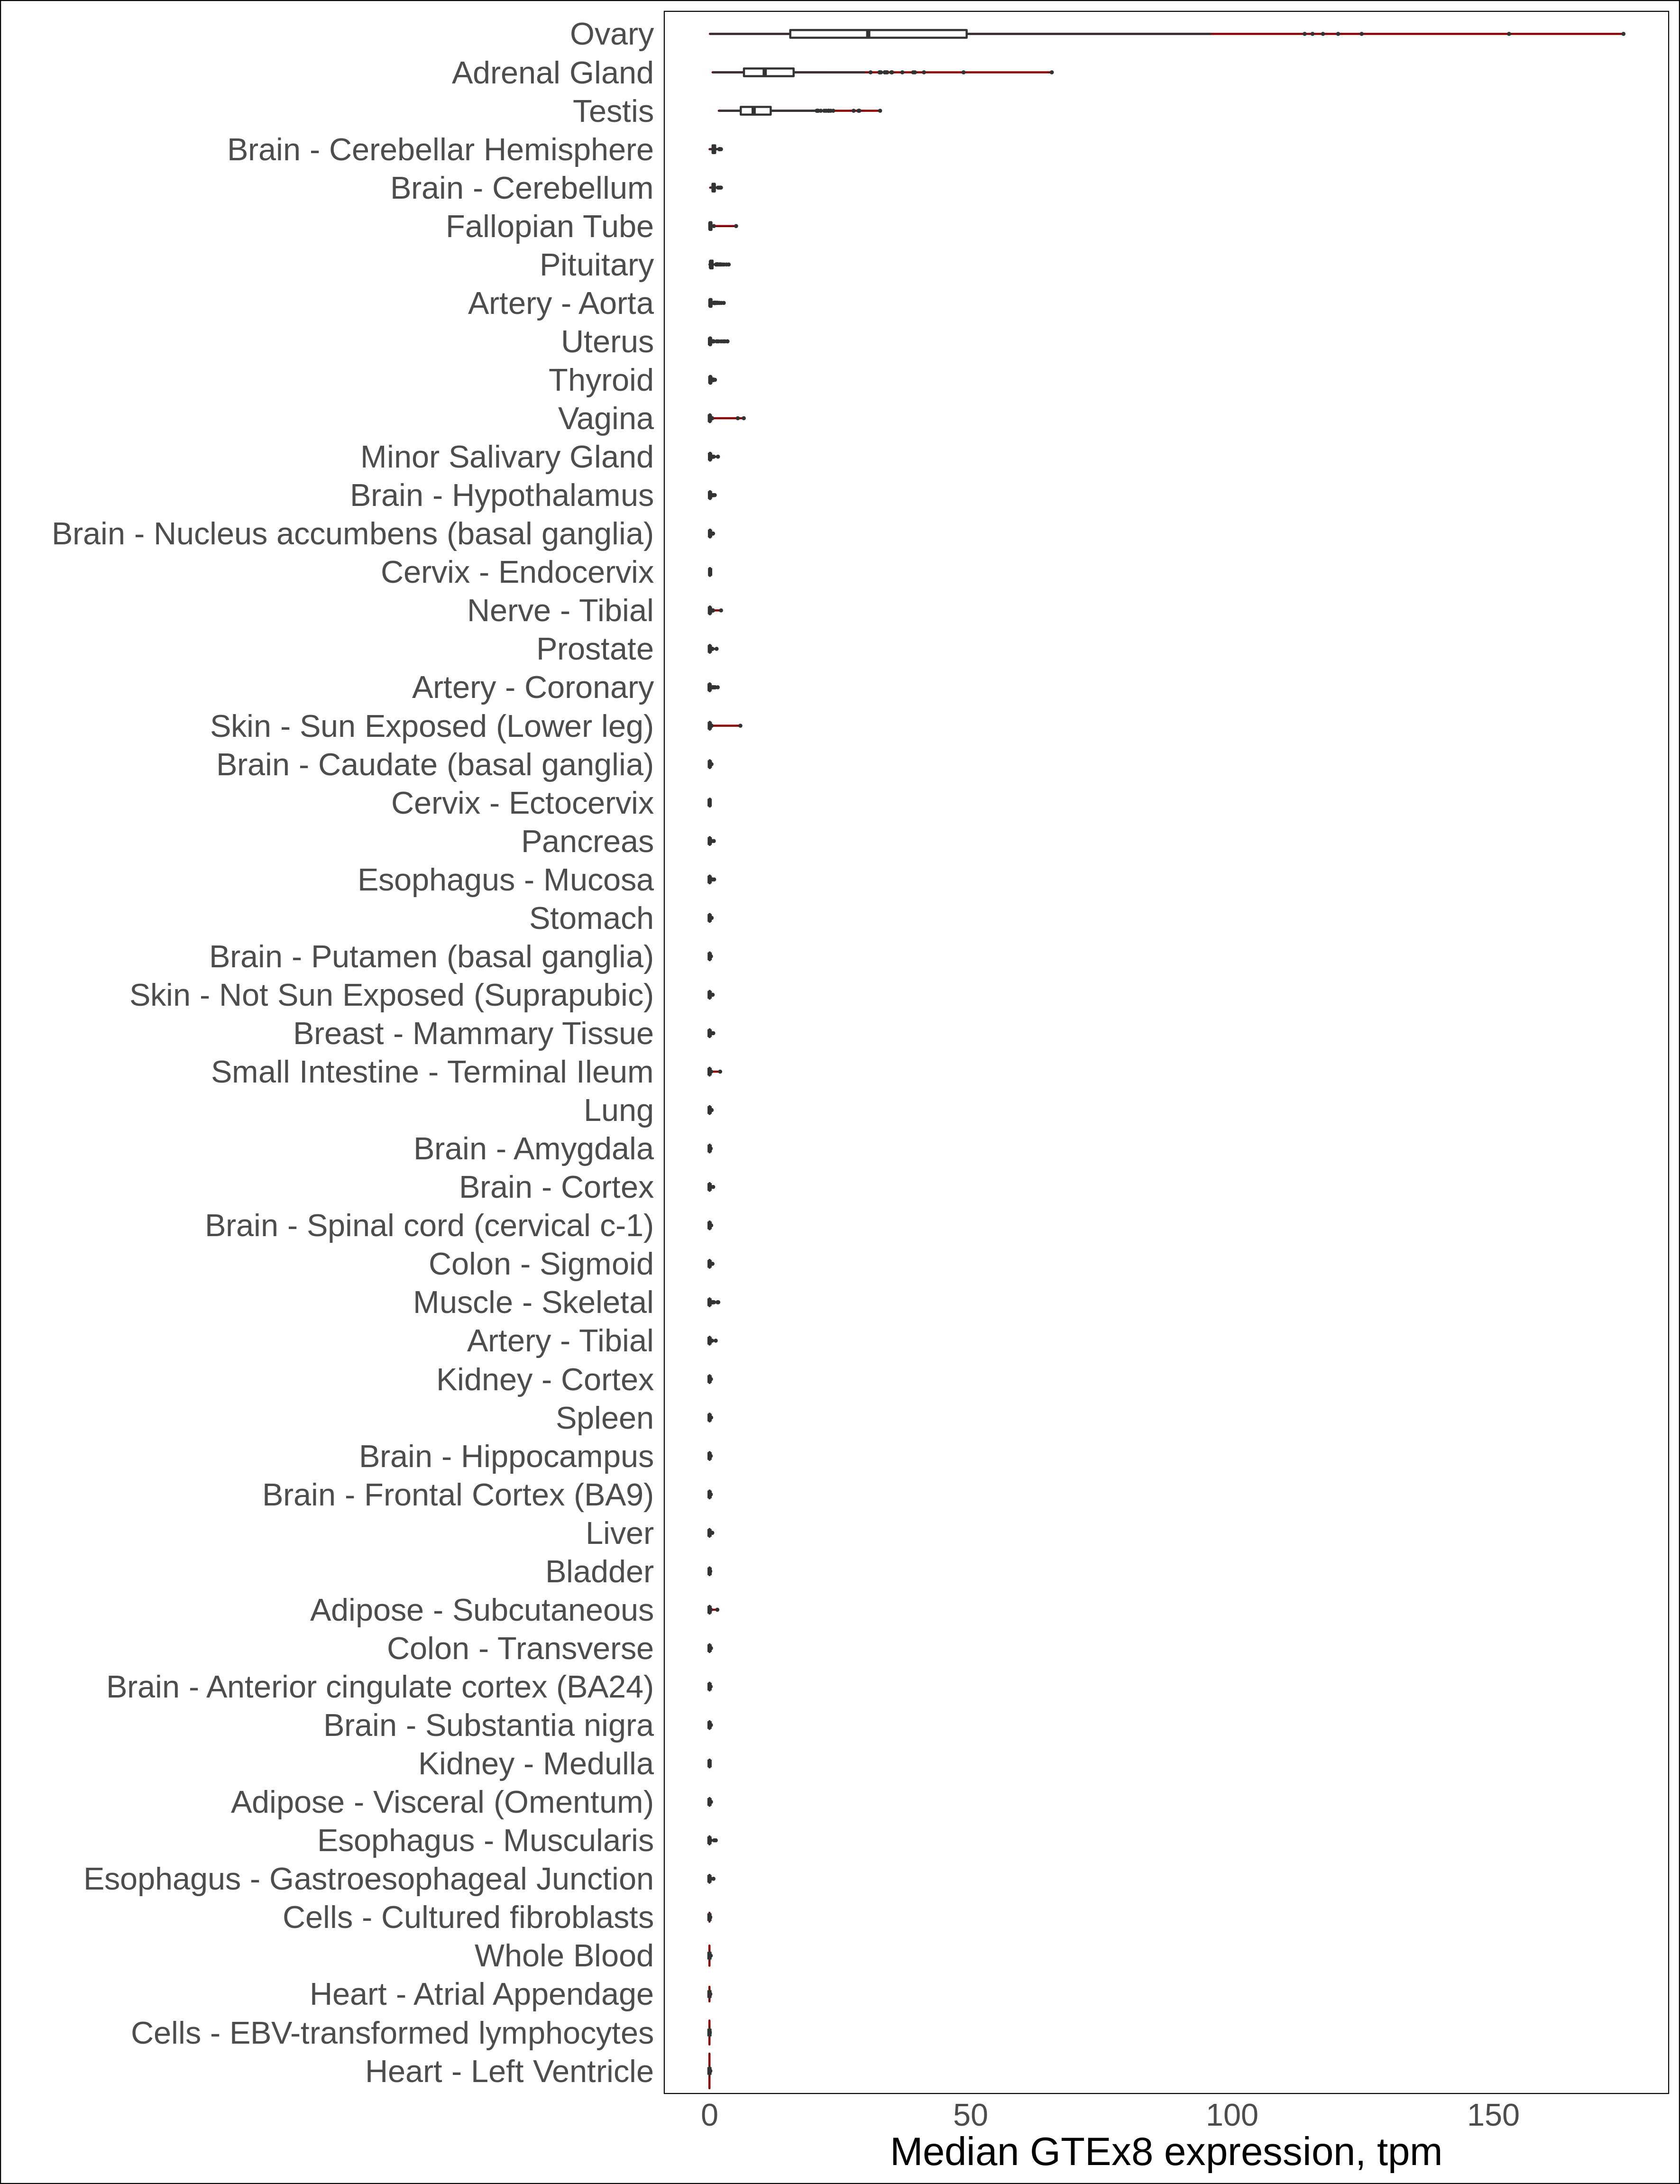 Ovary
Adrenal Gland
Testis
Brain - Cerebellar Hemisphere
Brain - Cerebellum
Fallopian Tube
Pituitary
Artery - Aorta
Uterus
Thyroid
Vagina
Minor Salivary Gland
Brain - Hypothalamus
Brain - Nucleus accumbens (basal ganglia)
Cervix - Endocervix
Nerve - Tibial
Prostate
Artery - Coronary
Skin - Sun Exposed (Lower leg)
Brain - Caudate (basal ganglia)
Cervix - Ectocervix
Pancreas
Esophagus - Mucosa
Stomach
Brain - Putamen (basal ganglia)
Skin - Not Sun Exposed (Suprapubic)
Breast - Mammary Tissue
Small Intestine - Terminal Ileum
Lung
Brain - Amygdala
Brain - Cortex
Brain - Spinal cord (cervical c-1)
Colon - Sigmoid
Muscle - Skeletal
Artery - Tibial
Kidney - Cortex
Spleen
Brain - Hippocampus
Brain - Frontal Cortex (BA9)
Liver
Bladder
Adipose - Subcutaneous
Colon - Transverse
Brain - Anterior cingulate cortex (BA24)
Brain - Substantia nigra
Kidney - Medulla
Adipose - Visceral (Omentum)
Esophagus - Muscularis
Esophagus - Gastroesophageal Junction
Cells - Cultured fibroblasts
Whole Blood
Heart - Atrial Appendage
Cells - EBV-transformed lymphocytes
Heart - Left Ventricle
0 50 100 150
Median GTEx8 expression, tpm